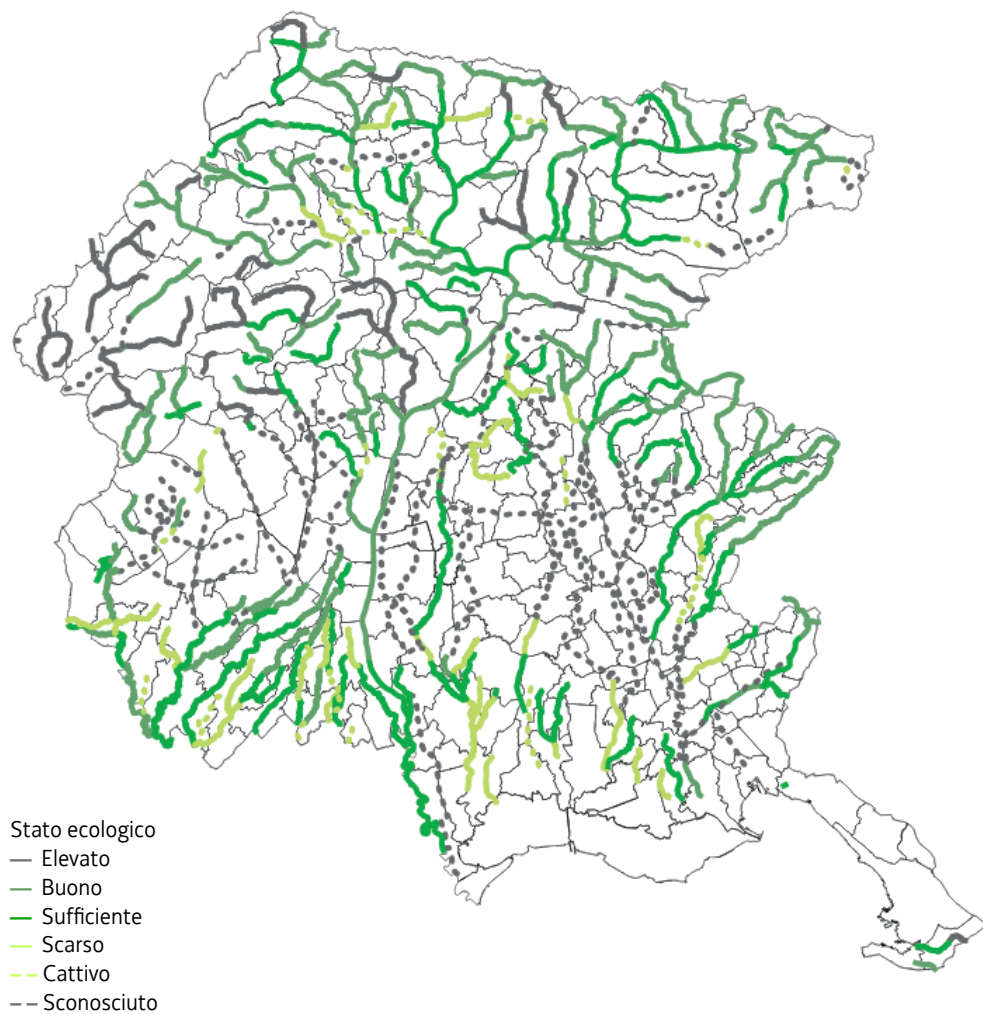 Stato ecologico
Elevato
Buono
Sufficiente
Scarso
Cattivo
Sconosciuto